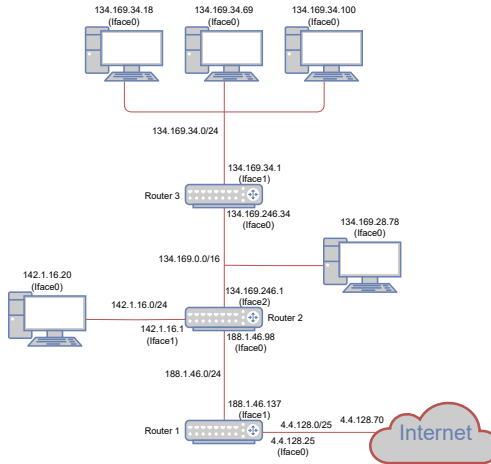 134.169.34.18
(Iface0)
134.169.34.69
(Iface0)
134.169.34.100
(Iface0)
134.169.34.0/24
134.169.34.1
(Iface1)
Router 3
134.169.246.34
(Iface0)
134.169.28.78
(Iface0)
134.169.0.0/16
142.1.16.20
(Iface0)
134.169.246.1
(Iface2)
142.1.16.0/24
Router 2
142.1.16.1
(Iface1)
188.1.46.98
(Iface0)
188.1.46.0/24
188.1.46.137
(Iface1)
Router 1
4.4.128.0/25
4.4.128.70
Internet
4.4.128.25
(Iface0)